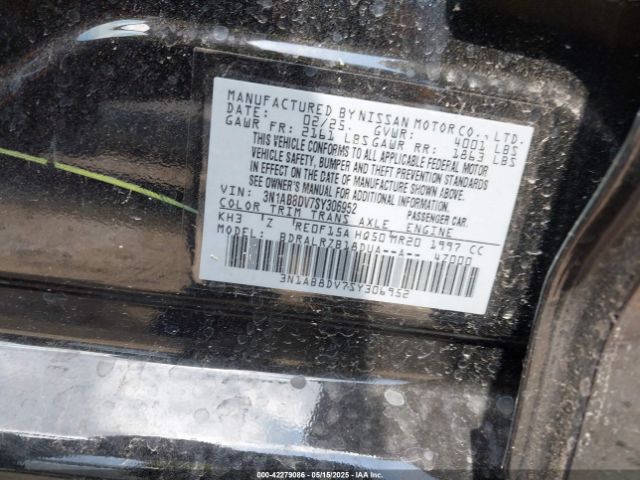 MANUFACTURED BY NISSAN MOTOR CO., LTD.
DATE: 02/25 GVWR: 4001 LBS
GAWR FR: 2161 LBS GAWR RR: 1863 LBS
THIS VEHICLE CONFORMS TO ALL APPLICABLE FEDERAL MOTOR
VEHICLE SAFETY, BUMPER AND THEFT PREVENTION STANDARDS
IN EFFECT ON THE DATE OF MANUFACTURE SHOWN ABOVE.
SEE OWNER'S MANUAL FOR ADDITIONAL INFORMATION.
VIN: 3N1AB8DV7SY306952 PASSENGER CAR.
COLOR TRIM TRANS AXLE, ENGINE
KH3 'Z 'RE0F15A HQ50 MR20 1997 CC
MODEL BDRALR7B18DUA--A-- 47000
3N1AB8DV7SY306952
000-42279086 - 05/15/2025 - © IAA Holdings, LLC